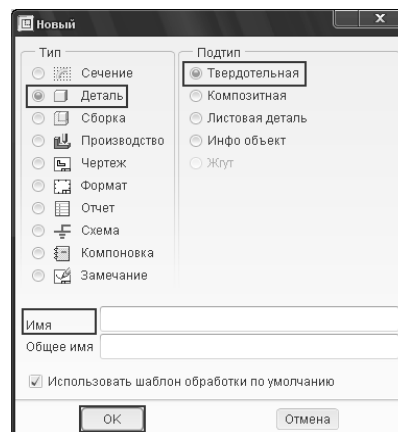 Новый
Тип
Подтип
Сечение
Твердотельная
Деталь
Композитная
Сборка
Листовая деталь
Производство
Инфо объект
Чертеж
Жгут
Формат
Отчет
Схема
Компоновка
Замечание
Имя
Общее имя
Использовать шаблон обработки по умолчанию
OK
Отмена